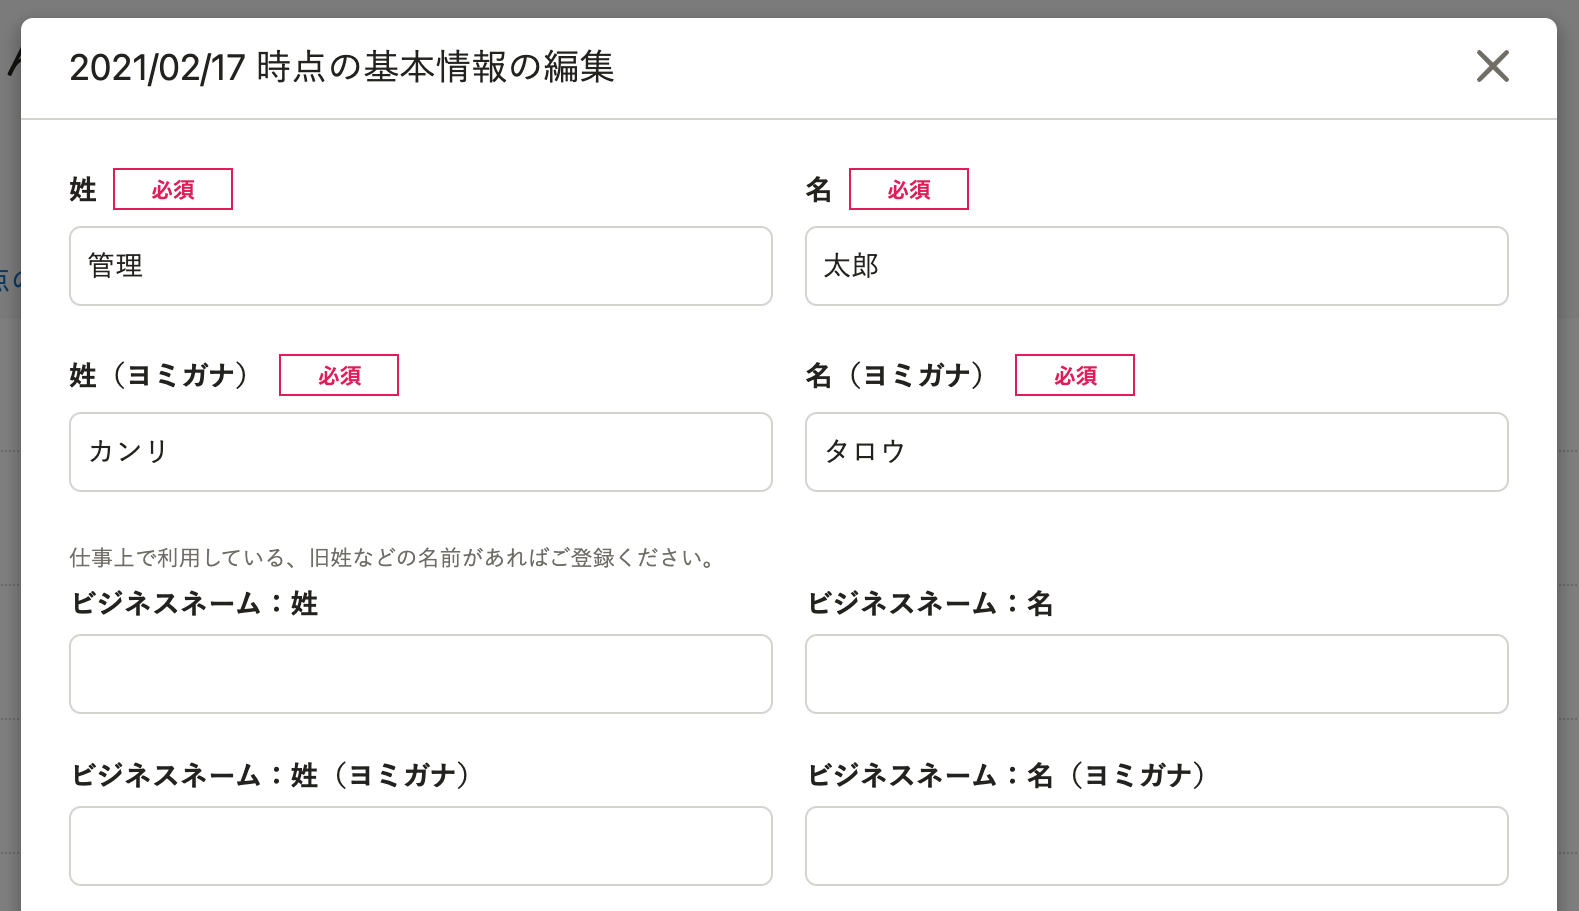 2021/02/17 時点の基本情報の編集
姓 必須
名 必須
管理
太郎
姓（ヨミガナ） 必須
名（ヨミガナ） 必須
カンリ
タロウ
仕事上で利用している、旧姓などの名前があればご登録ください。
ビジネスネーム：姓
ビジネスネーム：名
ビジネスネーム：姓（ヨミガナ）
ビジネスネーム：名（ヨミガナ）